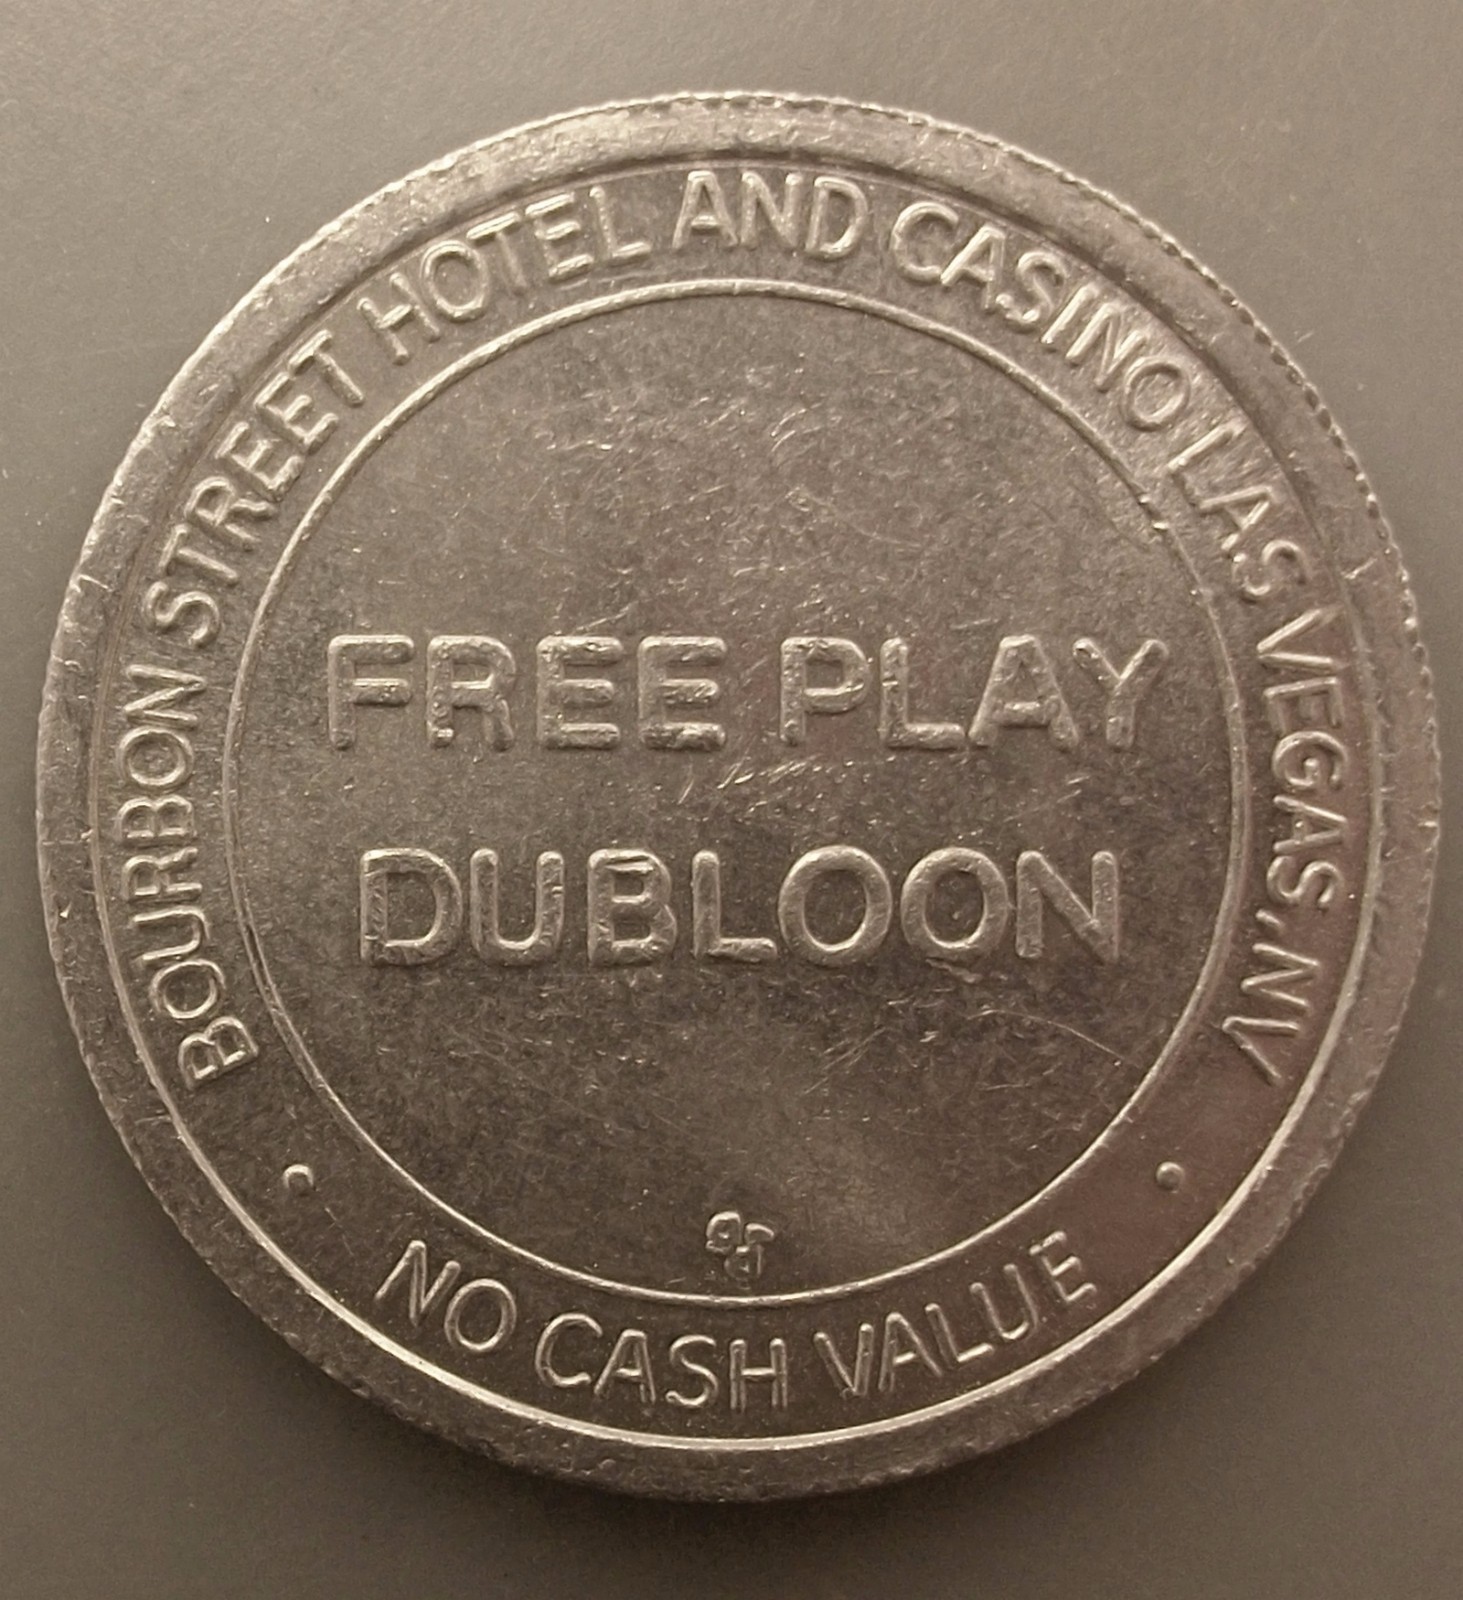 BOURBON STREET HOTEL AND CASINO LAS VEGAS, NV
FREE PLAY
DUBLOON
• NO CASH VALUE •